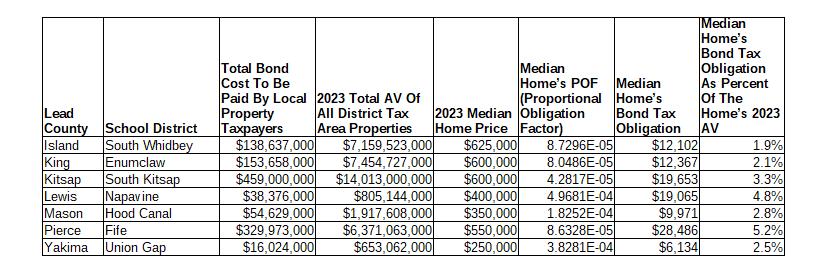 Lead County | School District | Total Bond Cost To Be Paid By Local Property Taxpayers | 2023 Total AV Of All District Tax Area Properties | 2023 Median Home Price | Median Home's POF (Proportional Obligation Factor) | Median Home's Bond Tax Obligation | Median Home's Bond Tax Obligation As Percent Of The Home's 2023 AV
Island | South Whidbey | $138,637,000 | $7,159,523,000 | $625,000 | 8.7296E-05 | $12,102 | 1.9%
King | Enumclaw | $153,658,000 | $7,454,727,000 | $600,000 | 8.0486E-05 | $12,367 | 2.1%
Kitsap | South Kitsap | $459,000,000 | $14,013,000,000 | $600,000 | 4.2817E-05 | $19,653 | 3.3%
Lewis | Napavine | $38,376,000 | $805,144,000 | $400,000 | 4.9681E-04 | $19,065 | 4.8%
Mason | Hood Canal | $54,629,000 | $1,917,608,000 | $350,000 | 1.8252E-04 | $9,971 | 2.8%
Pierce | Fife | $329,973,000 | $6,371,063,000 | $550,000 | 8.6328E-05 | $28,486 | 5.2%
Yakima | Union Gap | $16,024,000 | $653,062,000 | $250,000 | 3.8281E-04 | $6,134 | 2.5%